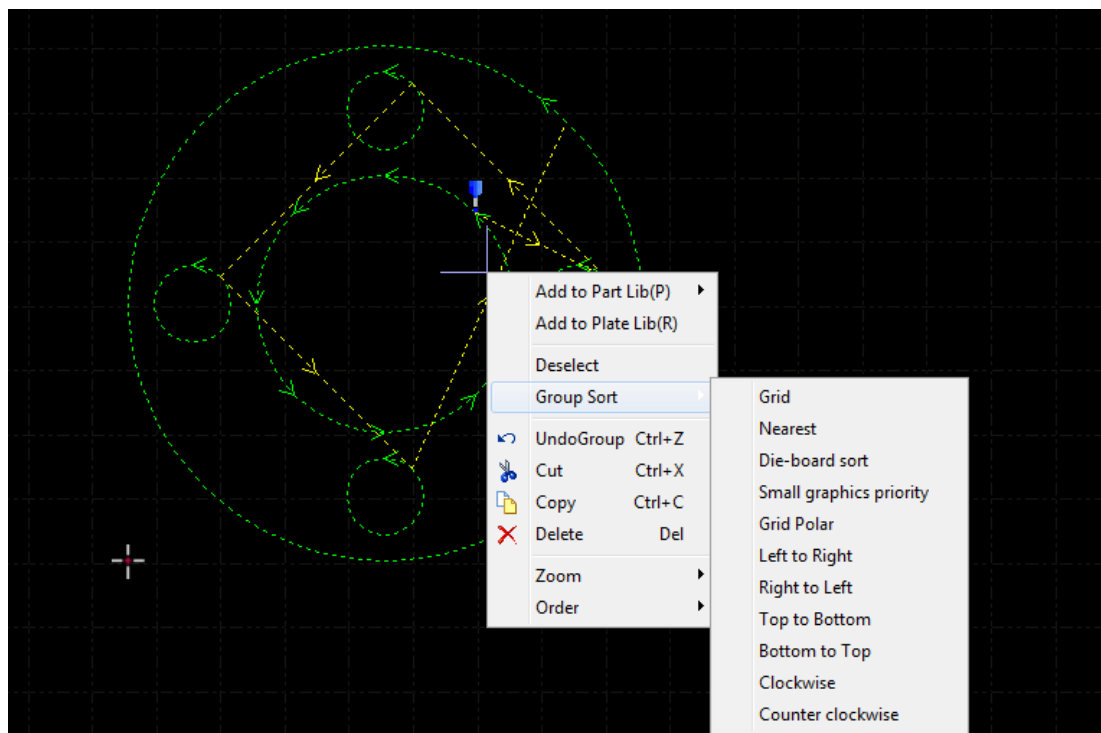 Add to Part Lib(P)
Add to Plate Lib(R)
Deselect
Group Sort
UndoGroup Ctrl+Z
Cut Ctrl+X
Copy Ctrl+C
Delete Del
Zoom
Order
Grid
Nearest
Die-board sort
Small graphics priority
Grid Polar
Left to Right
Right to Left
Top to Bottom
Bottom to Top
Clockwise
Counter clockwise